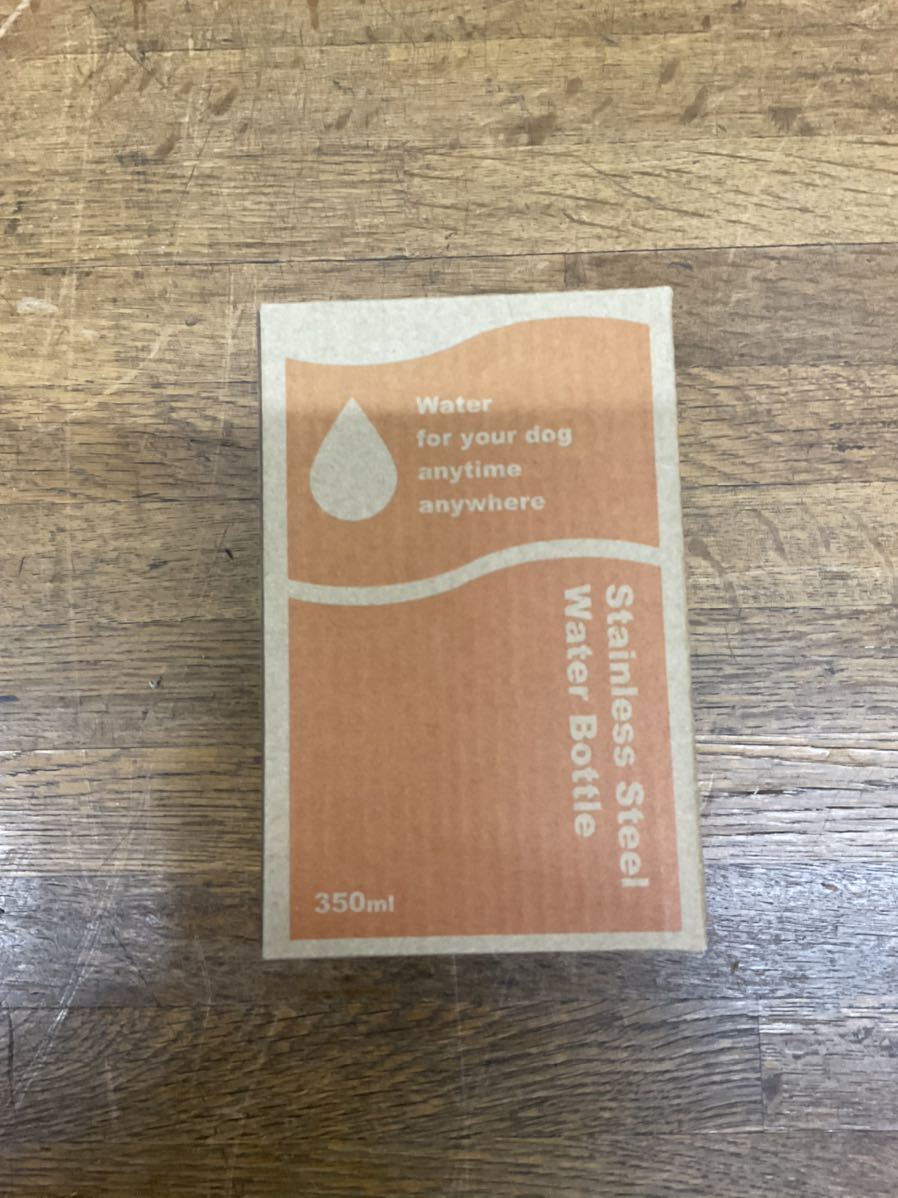 Water
for your dog
anytime
anywhere
Stainless Steel
Water Bottle
350ml